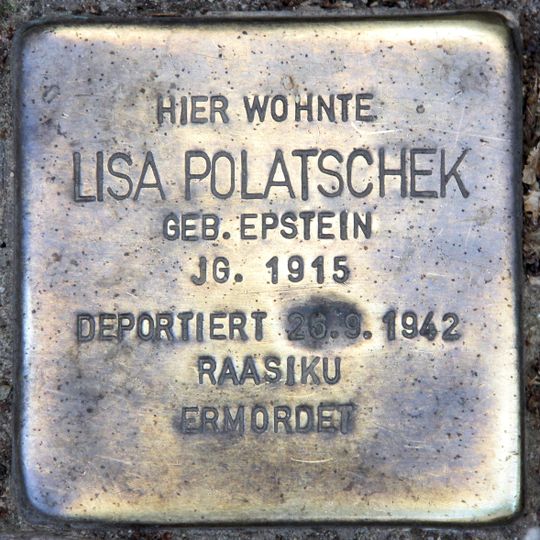 HIER WOHNTE
LISA POLATSCHEK
GEB. EPSTEIN
JG. 1915
DEPORTIERT 26.9.1942
RAASIKU
ERMORDET